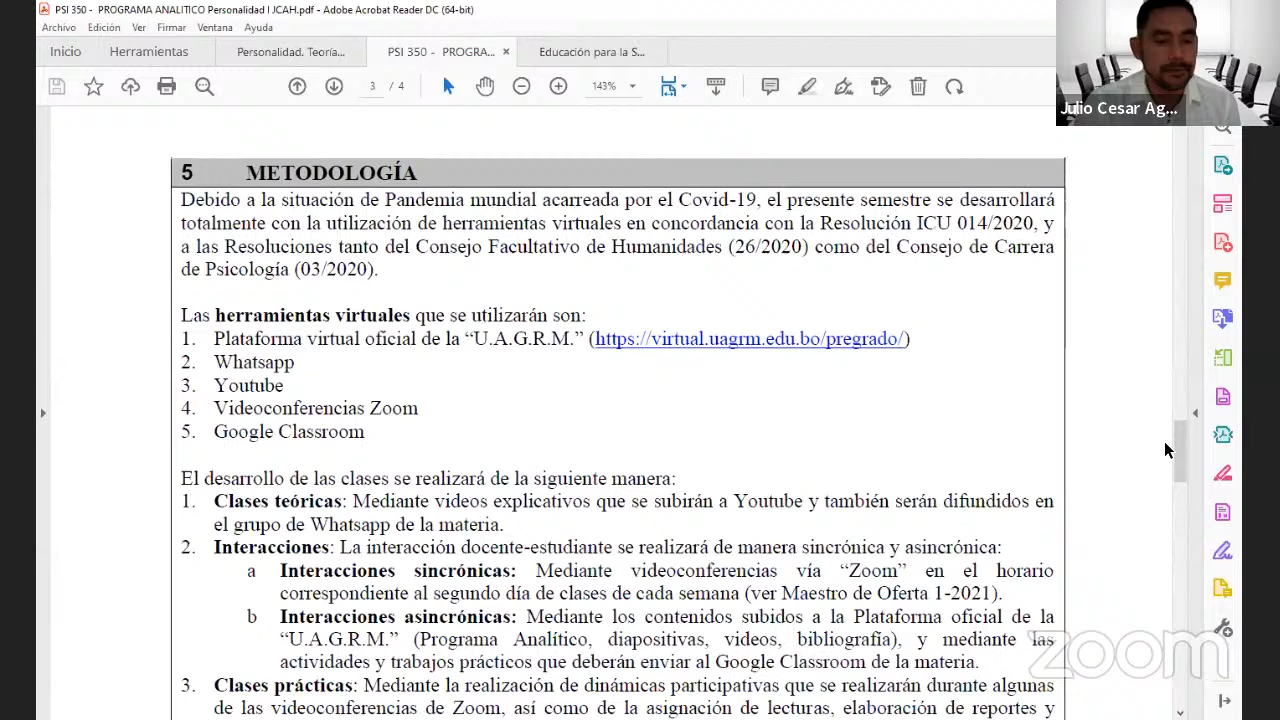 PSI 350 - PROGRAMA ANALITICO Personalidad I JCAH.pdf - Adobe Acrobat Reader DC (64-bit)
Archivo Edición Ver Firmar Ventana Ayuda
Inicio Herramientas Personalidad. Teoría... PSI 350 - PROGRA... × Educación para la S...
3 / 4 143%
Julio Cesar Ag...
5 METODOLOGÍA
Debido a la situación de Pandemia mundial acarreada por el Covid-19, el presente semestre se desarrollará
totalmente con la utilización de herramientas virtuales en concordancia con la Resolución ICU 014/2020, y
a las Resoluciones tanto del Consejo Facultativo de Humanidades (26/2020) como del Consejo de Carrera
de Psicología (03/2020).
Las herramientas virtuales que se utilizarán son:
1. Plataforma virtual oficial de la “U.A.G.R.M.” (https://virtual.uagrm.edu.bo/pregrado/)
2. Whatsapp
3. Youtube
4. Videoconferencias Zoom
5. Google Classroom
El desarrollo de las clases se realizará de la siguiente manera:
1. Clases teóricas: Mediante videos explicativos que se subirán a Youtube y también serán difundidos en
el grupo de Whatsapp de la materia.
2. Interacciones: La interacción docente-estudiante se realizará de manera sincrónica y asincrónica:
a Interacciones sincrónicas: Mediante videoconferencias vía “Zoom” en el horario
correspondiente al segundo día de clases de cada semana (ver Maestro de Oferta 1-2021).
b Interacciones asincrónicas: Mediante los contenidos subidos a la Plataforma oficial de la
“U.A.G.R.M.” (Programa Analítico, diapositivas, videos, bibliografía), y mediante las
actividades y trabajos prácticos que deberán enviar al Google Classroom de la materia.
3. Clases prácticas: Mediante la realización de dinámicas participativas que se realizarán durante algunas
de las videoconferencias de Zoom, así como de la asignación de lecturas, elaboración de reportes y
zoom